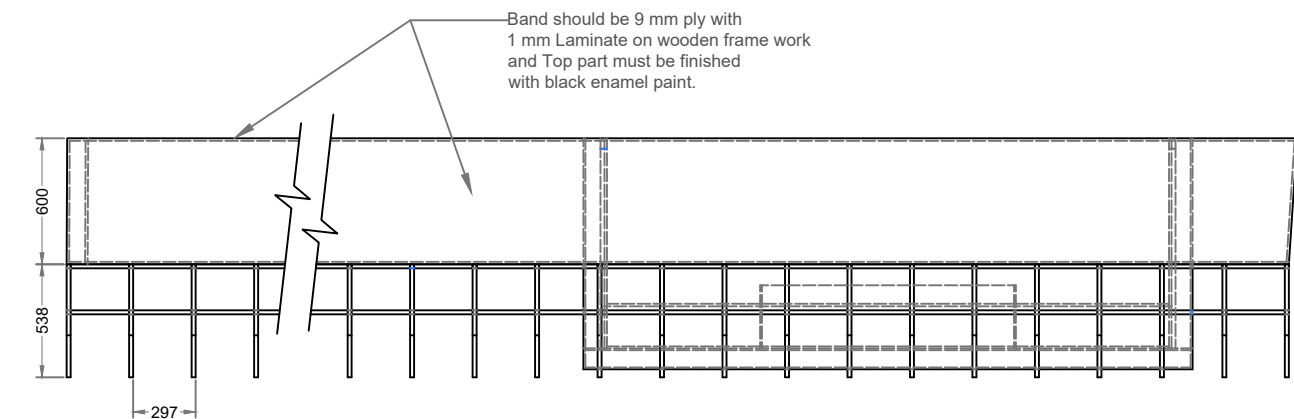 Band should be 9 mm ply with
1 mm Laminate on wooden frame work
and Top part must be finished
with black enamel paint.
600
538
297